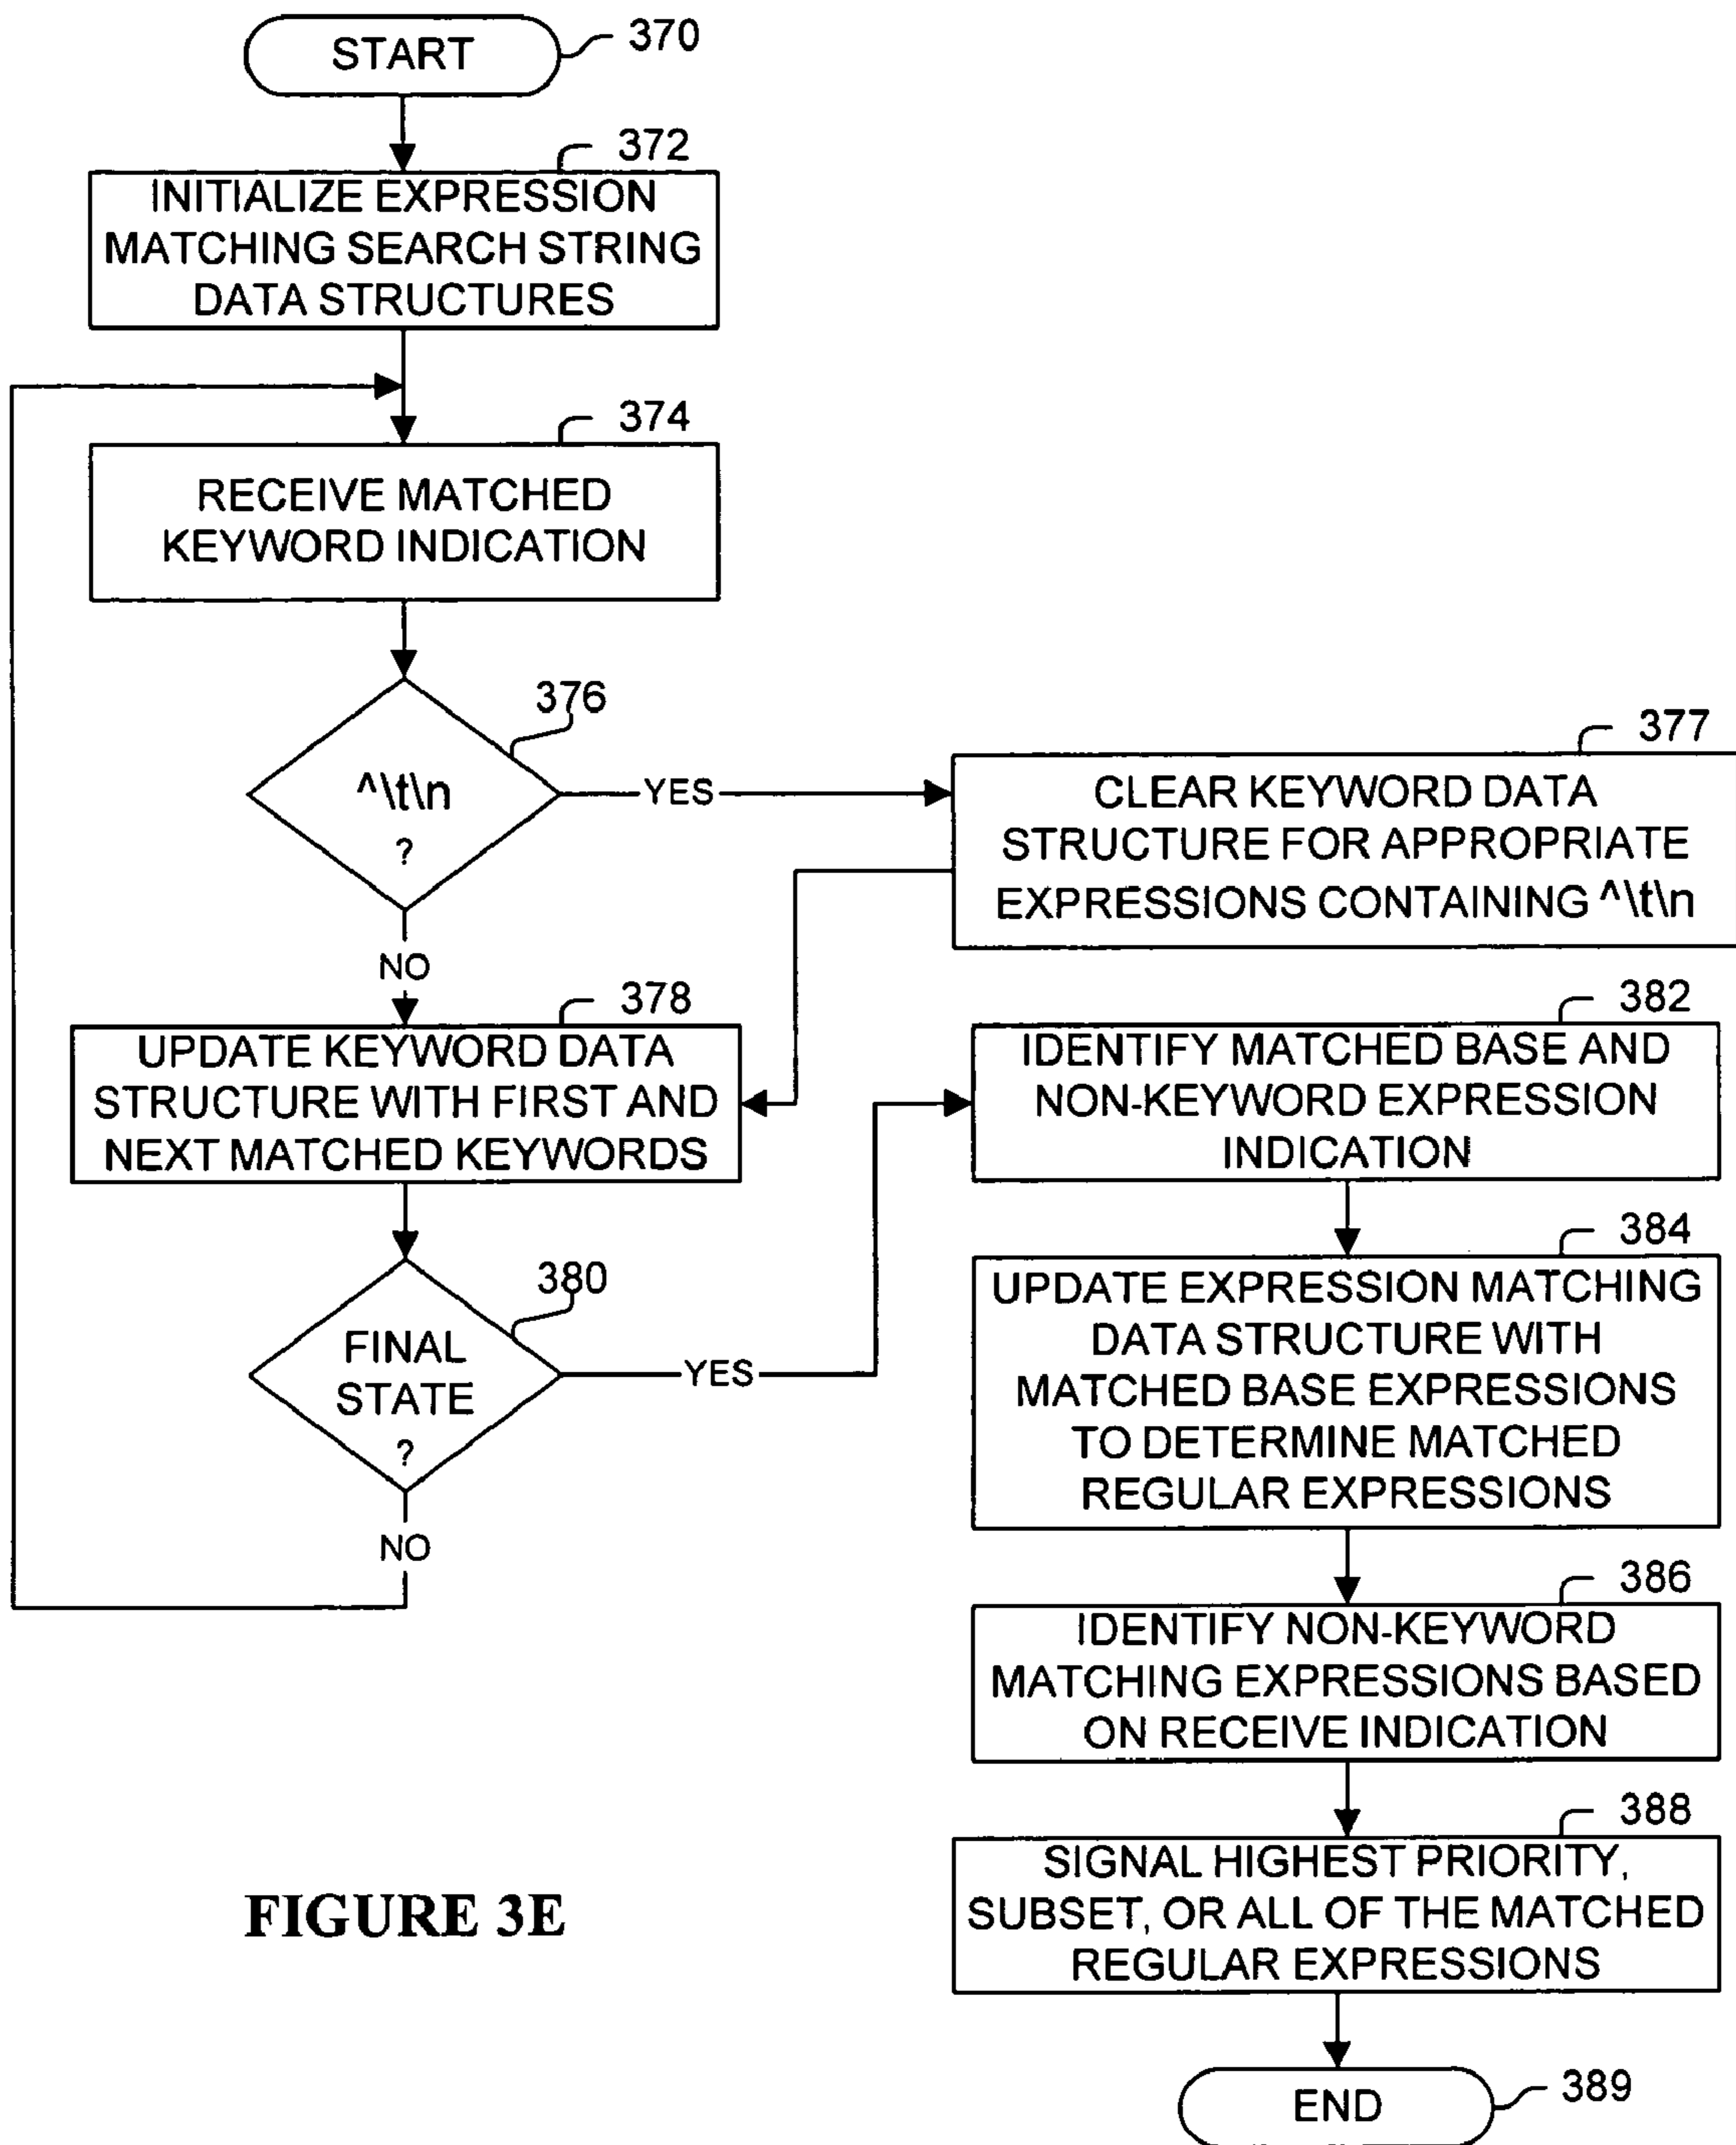 START
370
372
INITIALIZE EXPRESSION
MATCHING SEARCH STRING
DATA STRUCTURES
374
RECEIVE MATCHED
KEYWORD INDICATION
376
^\t\n
?
YES
NO
377
CLEAR KEYWORD DATA
STRUCTURE FOR APPROPRIATE
EXPRESSIONS CONTAINING ^\t\n
378
UPDATE KEYWORD DATA
STRUCTURE WITH FIRST AND
NEXT MATCHED KEYWORDS
380
FINAL
STATE
?
YES
NO
382
IDENTIFY MATCHED BASE AND
NON-KEYWORD EXPRESSION
INDICATION
384
UPDATE EXPRESSION MATCHING
DATA STRUCTURE WITH
MATCHED BASE EXPRESSIONS
TO DETERMINE MATCHED
REGULAR EXPRESSIONS
386
IDENTIFY NON-KEYWORD
MATCHING EXPRESSIONS BASED
ON RECEIVE INDICATION
388
SIGNAL HIGHEST PRIORITY,
SUBSET, OR ALL OF THE MATCHED
REGULAR EXPRESSIONS
END
389
FIGURE 3E